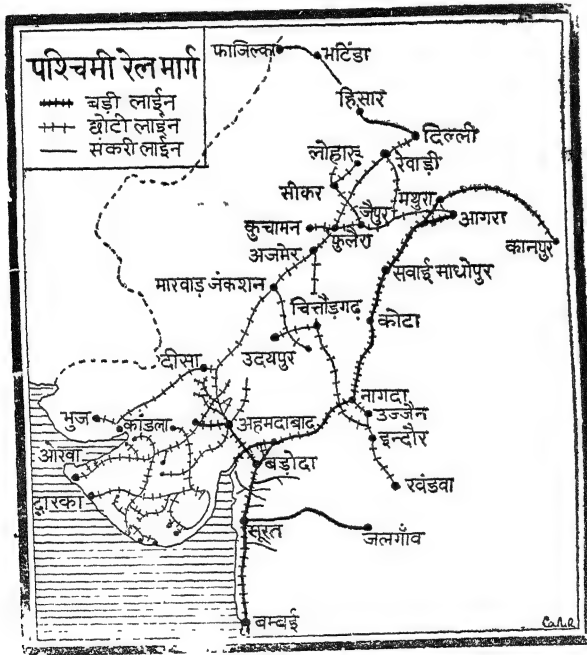 फाजिल्का
भटिंडा
पश्चिमी रेल मार्ग
बड़ी लाईन
छोटी लाईन
संकरी लाईन
हिसार
दिल्ली
लोहारू
रेवाड़ी
सीकर
मथुरा
जैपुर
आगरा
कुचामन
फुलेरा
कानपुर
अजमेर
सवाई माधोपुर
मारवाड़ जंकशन
चित्तौड़गढ़
कोटा
दीसा
उदयपुर
नागदा
उज्जैन
भुज
कांडला
अहमदाबाद
इन्दौर
ओखा
बड़ोदा
खंडवा
द्वारका
सूरत
जलगाँव
बम्बई